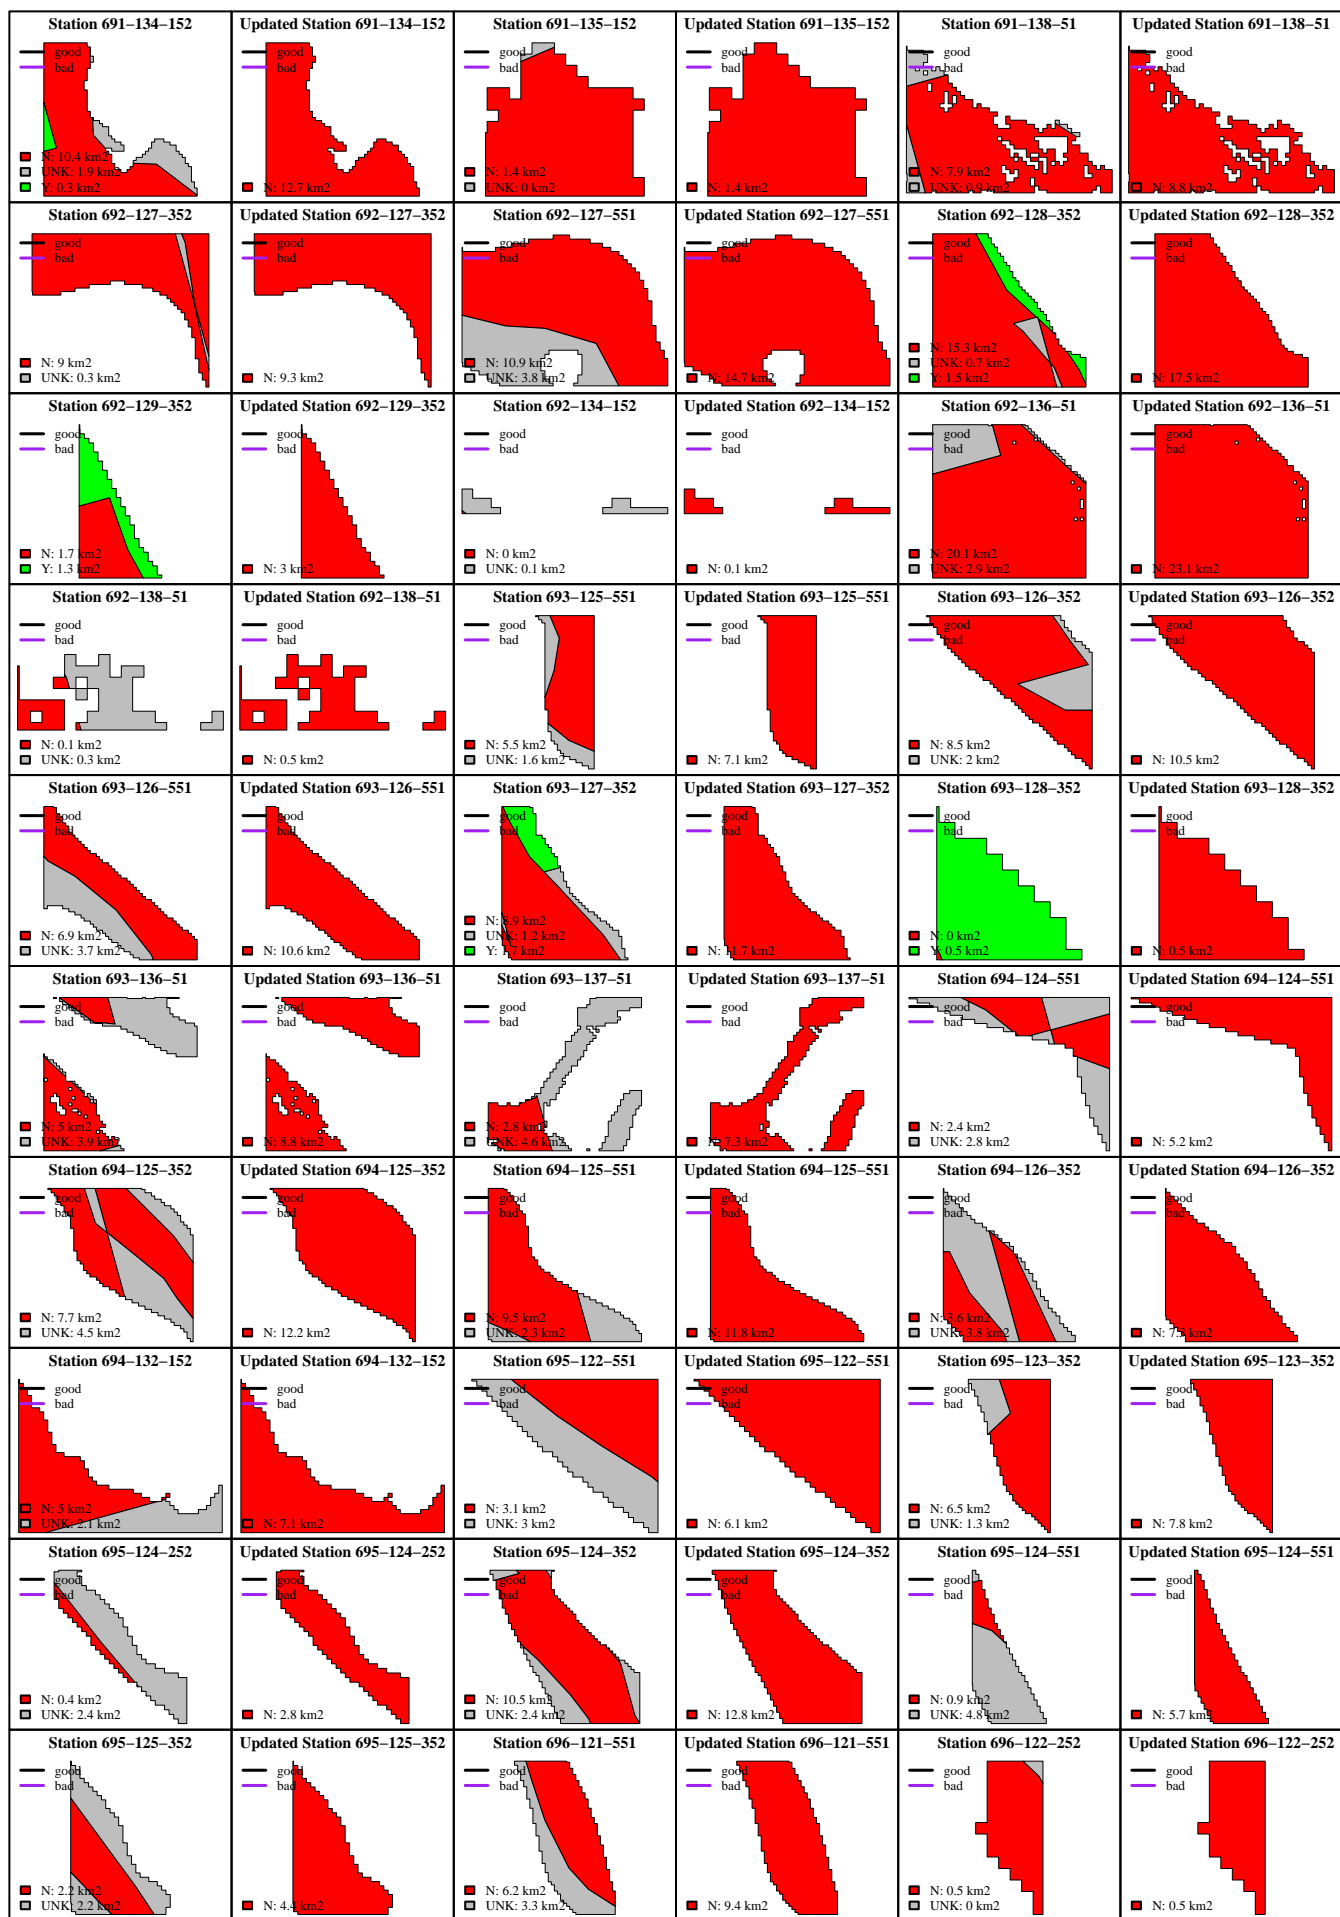 Station 691−134−152
good
bad
N: 10.4 km2
UNK: 1.9 km2
Y: 0.3 km2
Updated Station 691−134−152
good
bad
N: 12.7 km2
Station 691−135−152
good
bad
N: 1.4 km2
UNK: 0 km2
Updated Station 691−135−152
good
bad
N: 1.4 km2
Station 691−138−51
good
bad
N: 7.9 km2
UNK: 0.9 km2
Updated Station 691−138−51
good
bad
N: 8.8 km2
Station 692−127−352
good
bad
N: 9 km2
UNK: 0.3 km2
Updated Station 692−127−352
good
bad
N: 9.3 km2
Station 692−127−551
good
bad
N: 10.9 km2
UNK: 3.8 km2
Updated Station 692−127−551
good
bad
N: 14.7 km2
Station 692−128−352
good
bad
N: 15.3 km2
UNK: 0.7 km2
Y: 1.5 km2
Updated Station 692−128−352
good
bad
N: 17.5 km2
Station 692−129−352
good
bad
N: 1.7 km2
Y: 1.3 km2
Updated Station 692−129−352
good
bad
N: 3 km2
Station 692−134−152
good
bad
N: 0 km2
UNK: 0.1 km2
Updated Station 692−134−152
good
bad
N: 0.1 km2
Station 692−136−51
good
bad
N: 20.1 km2
UNK: 2.9 km2
Updated Station 692−136−51
good
bad
N: 23.1 km2
Station 692−138−51
good
bad
N: 0.1 km2
UNK: 0.3 km2
Updated Station 692−138−51
good
bad
N: 0.5 km2
Station 693−125−551
good
bad
N: 5.5 km2
UNK: 1.6 km2
Updated Station 693−125−551
good
bad
N: 7.1 km2
Station 693−126−352
good
bad
N: 8.5 km2
UNK: 2 km2
Updated Station 693−126−352
good
bad
N: 10.5 km2
Station 693−126−551
good
bad
N: 6.9 km2
UNK: 3.7 km2
Updated Station 693−126−551
good
bad
N: 10.6 km2
Station 693−127−352
good
bad
N: 8.9 km2
UNK: 1.2 km2
Y: 1.7 km2
Updated Station 693−127−352
good
bad
N: 11.7 km2
Station 693−128−352
good
bad
N: 0 km2
Y: 0.5 km2
Updated Station 693−128−352
good
bad
N: 0.5 km2
Station 693−136−51
good
bad
N: 5 km2
UNK: 3.9 km2
Updated Station 693−136−51
good
bad
N: 8.8 km2
Station 693−137−51
good
bad
N: 2.8 km2
UNK: 4.6 km2
Updated Station 693−137−51
good
bad
N: 7.3 km2
Station 694−124−551
good
bad
N: 2.4 km2
UNK: 2.8 km2
Updated Station 694−124−551
good
bad
N: 5.2 km2
Station 694−125−352
good
bad
N: 7.7 km2
UNK: 4.5 km2
Updated Station 694−125−352
good
bad
N: 12.2 km2
Station 694−125−551
good
bad
N: 9.5 km2
UNK: 2.3 km2
Updated Station 694−125−551
good
bad
N: 11.8 km2
Station 694−126−352
good
bad
N: 3.6 km2
UNK: 3.8 km2
Updated Station 694−126−352
good
bad
N: 7.3 km2
Station 694−132−152
good
bad
N: 5 km2
UNK: 2.1 km2
Updated Station 694−132−152
good
bad
N: 7.1 km2
Station 695−122−551
good
bad
N: 3.1 km2
UNK: 3 km2
Updated Station 695−122−551
good
bad
N: 6.1 km2
Station 695−123−352
good
bad
N: 6.5 km2
UNK: 1.3 km2
Updated Station 695−123−352
good
bad
N: 7.8 km2
Station 695−124−252
good
bad
N: 0.4 km2
UNK: 2.4 km2
Updated Station 695−124−252
good
bad
N: 2.8 km2
Station 695−124−352
good
bad
N: 10.5 km2
UNK: 2.4 km2
Updated Station 695−124−352
good
bad
N: 12.8 km2
Station 695−124−551
good
bad
N: 0.9 km2
UNK: 4.8 km2
Updated Station 695−124−551
good
bad
N: 5.7 km2
Station 695−125−352
good
bad
N: 2.2 km2
UNK: 2.2 km2
Updated Station 695−125−352
good
bad
N: 4.4 km2
Station 696−121−551
good
bad
N: 6.2 km2
UNK: 3.3 km2
Updated Station 696−121−551
good
bad
N: 9.4 km2
Station 696−122−252
good
bad
N: 0.5 km2
UNK: 0 km2
Updated Station 696−122−252
good
bad
N: 0.5 km2